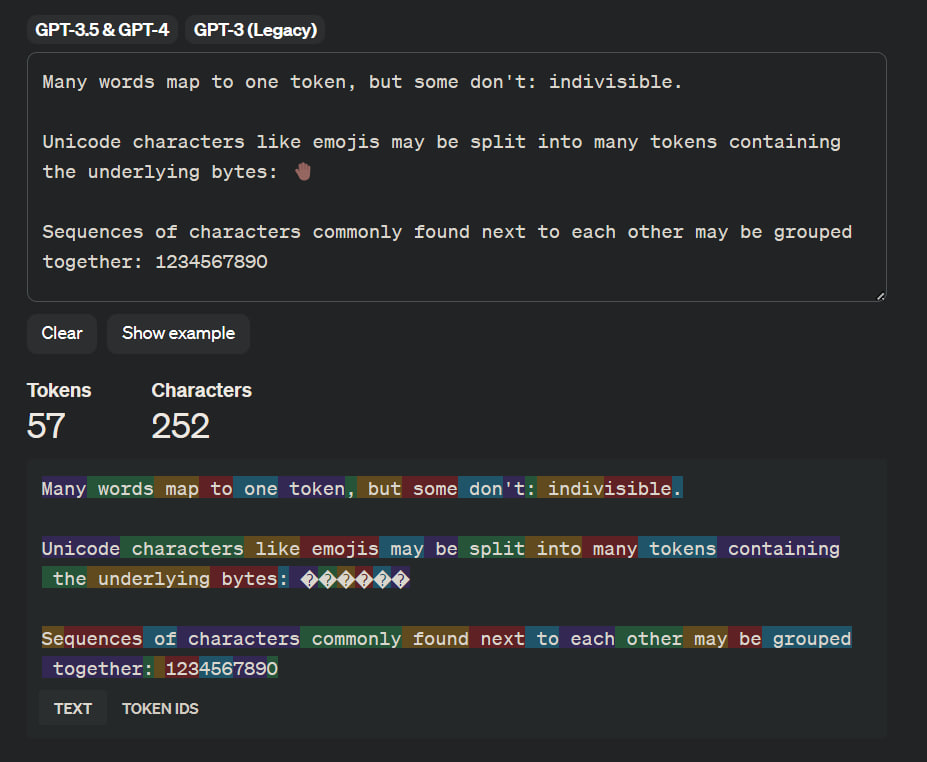 GPT-3.5 & GPT-4 GPT-3 (Legacy)
Many words map to one token, but some don't: indivisible.
Unicode characters like emojis may be split into many tokens containing
the underlying bytes: 🤚🏾
Sequences of characters commonly found next to each other may be grouped
together: 1234567890
Clear Show example
Tokens Characters
57 252
Many words map to one token, but some don't: indivisible.
Unicode characters like emojis may be split into many tokens containing
the underlying bytes: ������
Sequences of characters commonly found next to each other may be grouped
together: 1234567890
TEXT TOKEN IDS